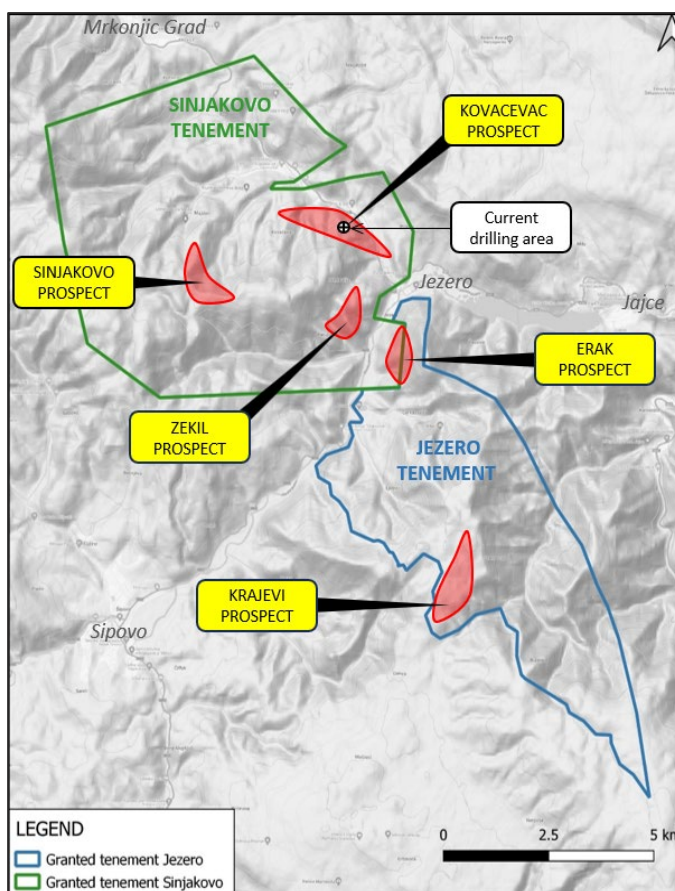 Mrkonjic Grad
SINJAKOVO
TENEMENT
KOVACEVAC
PROSPECT
Current
drilling area
SINJAKOVO
PROSPECT
Jezero
Jajce
ERAK
PROSPECT
ZEKIL
PROSPECT
JEZERO
TENEMENT
KRAJEVI
PROSPECT
Sipovo
LEGEND
Granted tenement Jezero
Granted tenement Sinjakovo
0 2.5 5 km